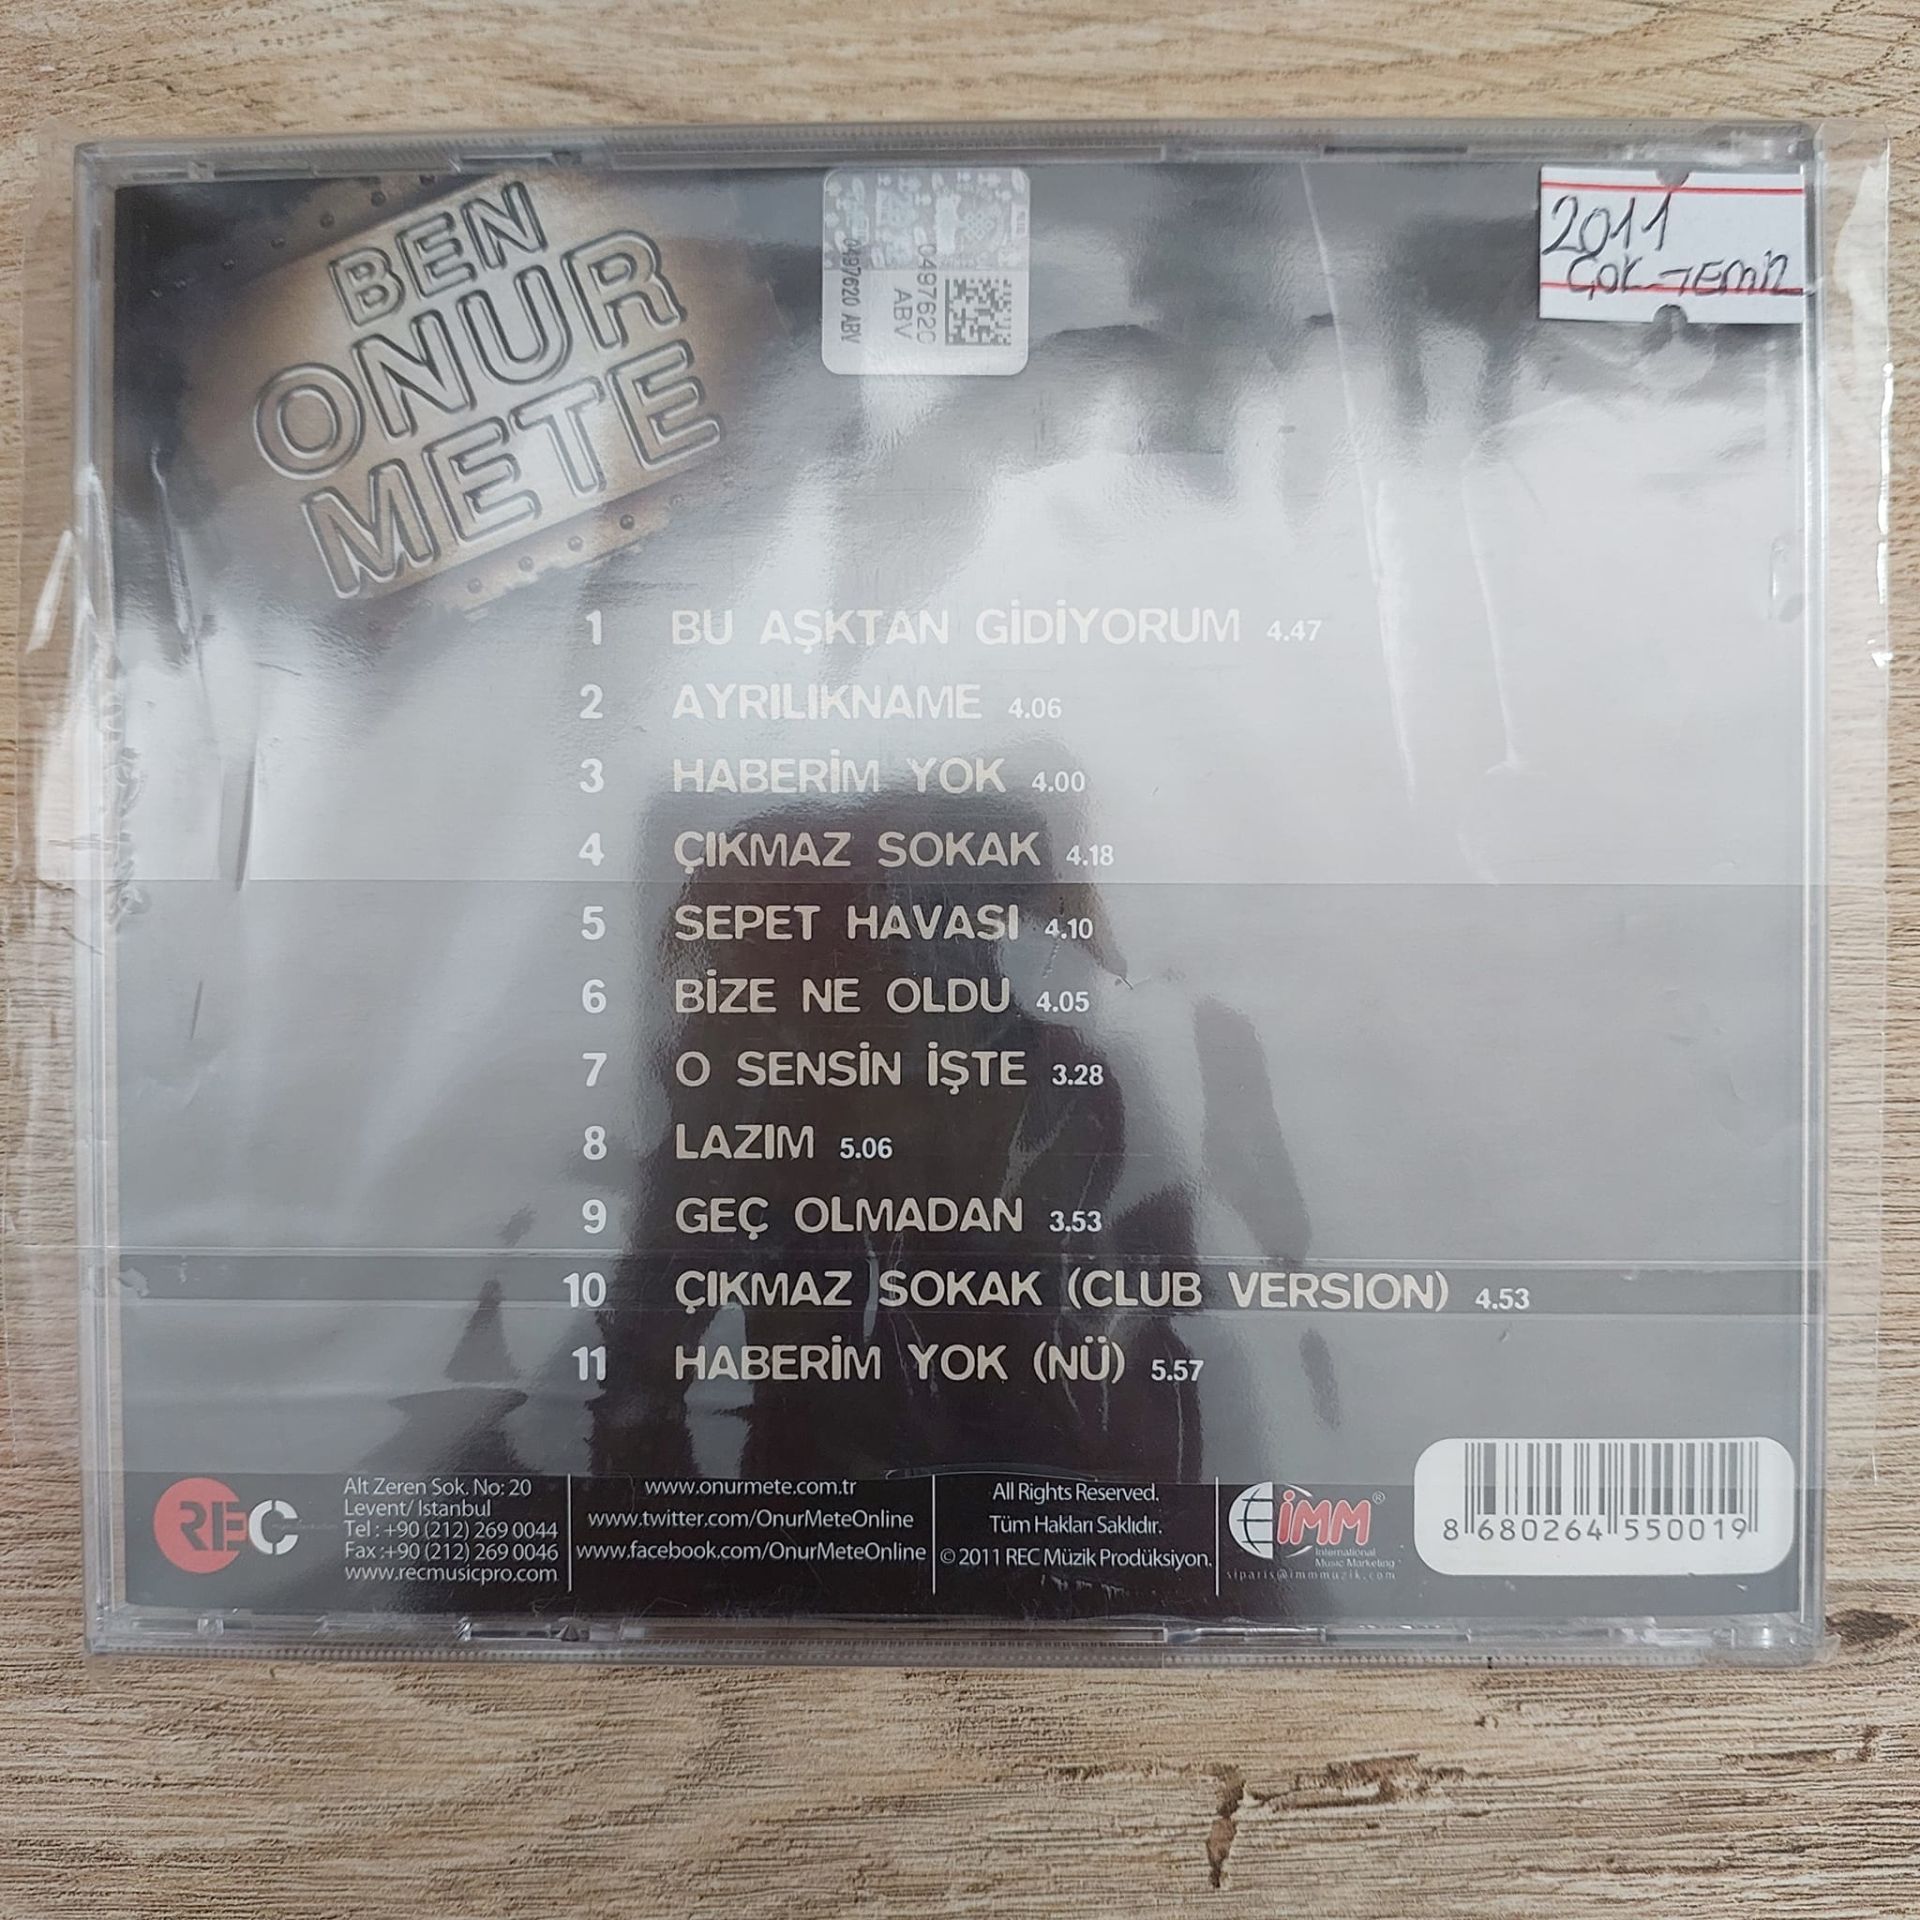 BEN
ONUR
METE
0497620
ABV
0497620 ABV
2011
ÇOK TEMİZ
1 BU AŞKTAN GİDİYORUM 4.47
2 AYRILIKNAME 4.06
3 HABERİM YOK 4.00
4 ÇIKMAZ SOKAK 4.18
5 SEPET HAVASI 4.10
6 BİZE NE OLDU 4.05
7 O SENSİN İŞTE 3.28
8 LAZIM 5.06
9 GEÇ OLMADAN 3.53
10 ÇIKMAZ SOKAK (CLUB VERSION) 4.53
11 HABERİM YOK (NÜ) 5.57
REC
Alt Zeren Sok. No: 20
Levent/ Istanbul
Tel : +90 (212) 269 0044
Fax :+90 (212) 269 0046
www.recmusicpro.com
www.onurmete.com.tr
www.twitter.com/OnurMeteOnline
www.facebook.com/OnurMeteOnline
All Rights Reserved.
Tüm Hakları Saklıdır.
© 2011 REC Müzik Prodüksiyon.
İMM®
International
Music Marketing
siparis@immmuzik.com
8 680264 550019